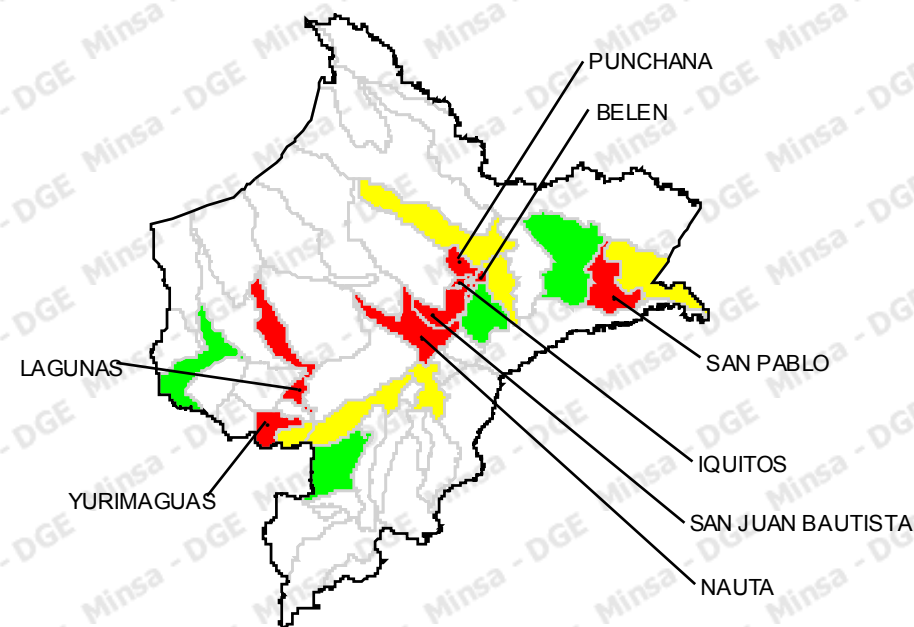 PUNCHANA
BELEN
SAN PABLO
LAGUNAS
IQUITOS
YURIMAGUAS
SAN JUAN BAUTISTA
NAUTA
Minsa - DGE